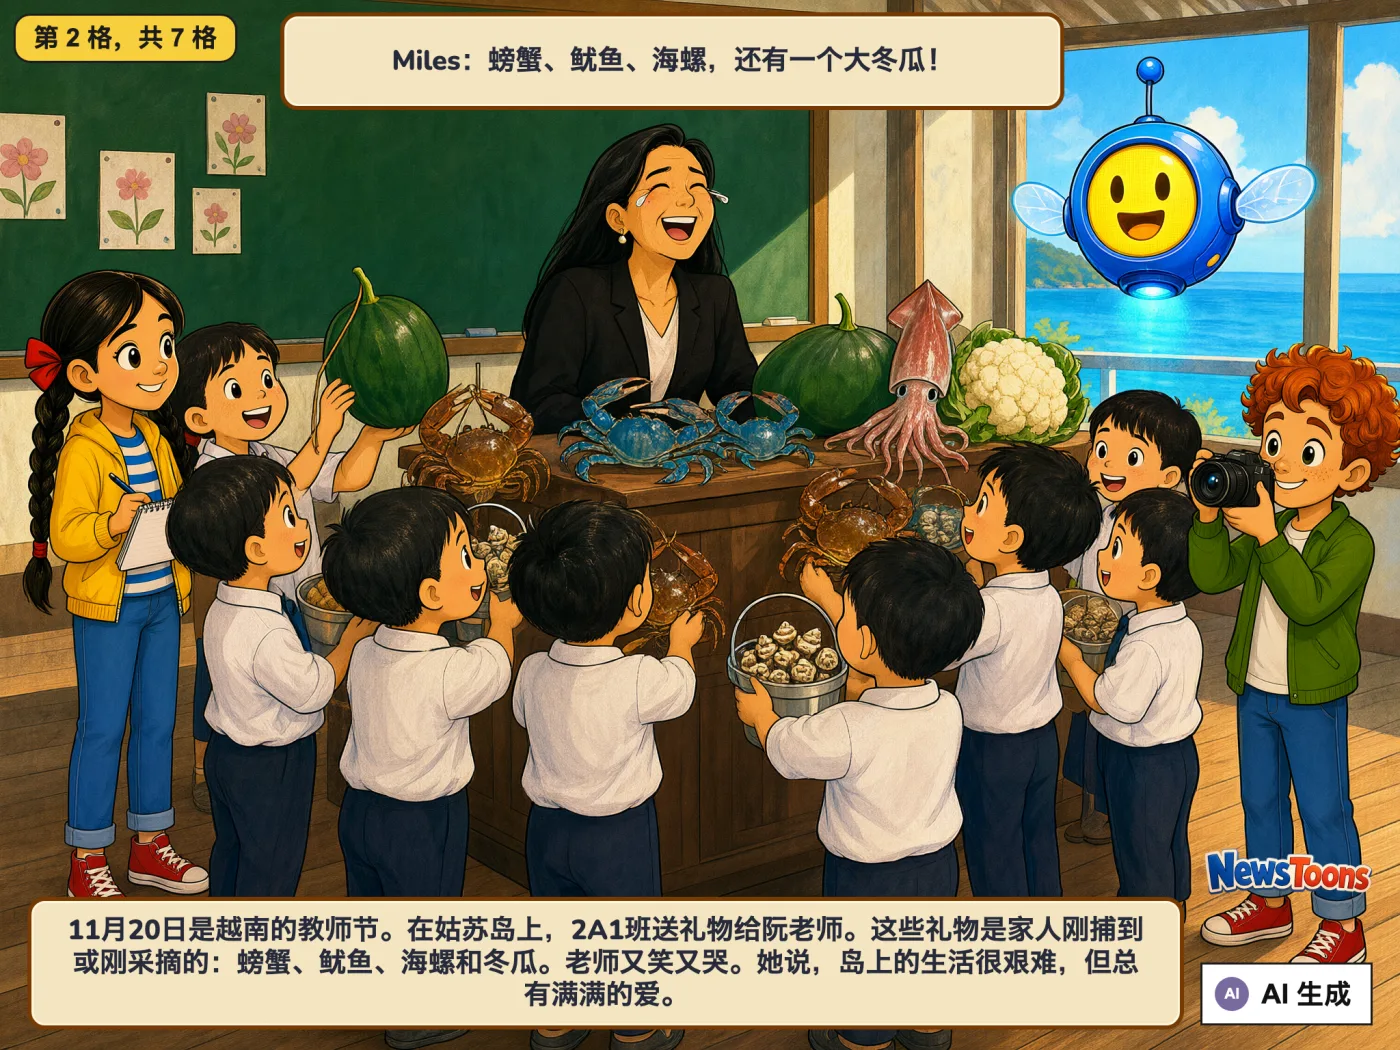 第 2 格，共 7 格
Miles：螃蟹、鱿鱼、海螺，还有一个大冬瓜！
11月20日是越南的教师节。在姑苏岛上，2A1班送礼物给阮老师。这些礼物是家人刚捕到
或刚采摘的：螃蟹、鱿鱼、海螺和冬瓜。老师又笑又哭。她说，岛上的生活很艰难，但总
有满满的爱。
NewsToons
AI AI 生成